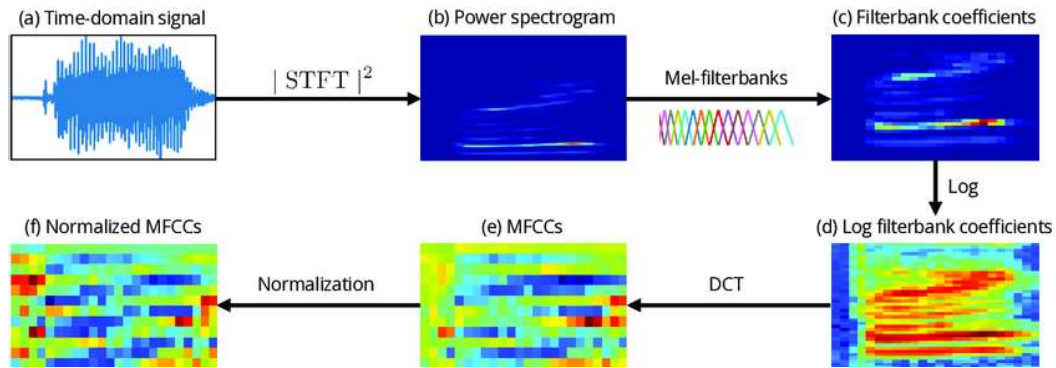 (a) Time-domain signal
| STFT |²
(b) Power spectrogram
Mel-filterbanks
(c) Filterbank coefficients
Log
(d) Log filterbank coefficients
DCT
(e) MFCCs
Normalization
(f) Normalized MFCCs